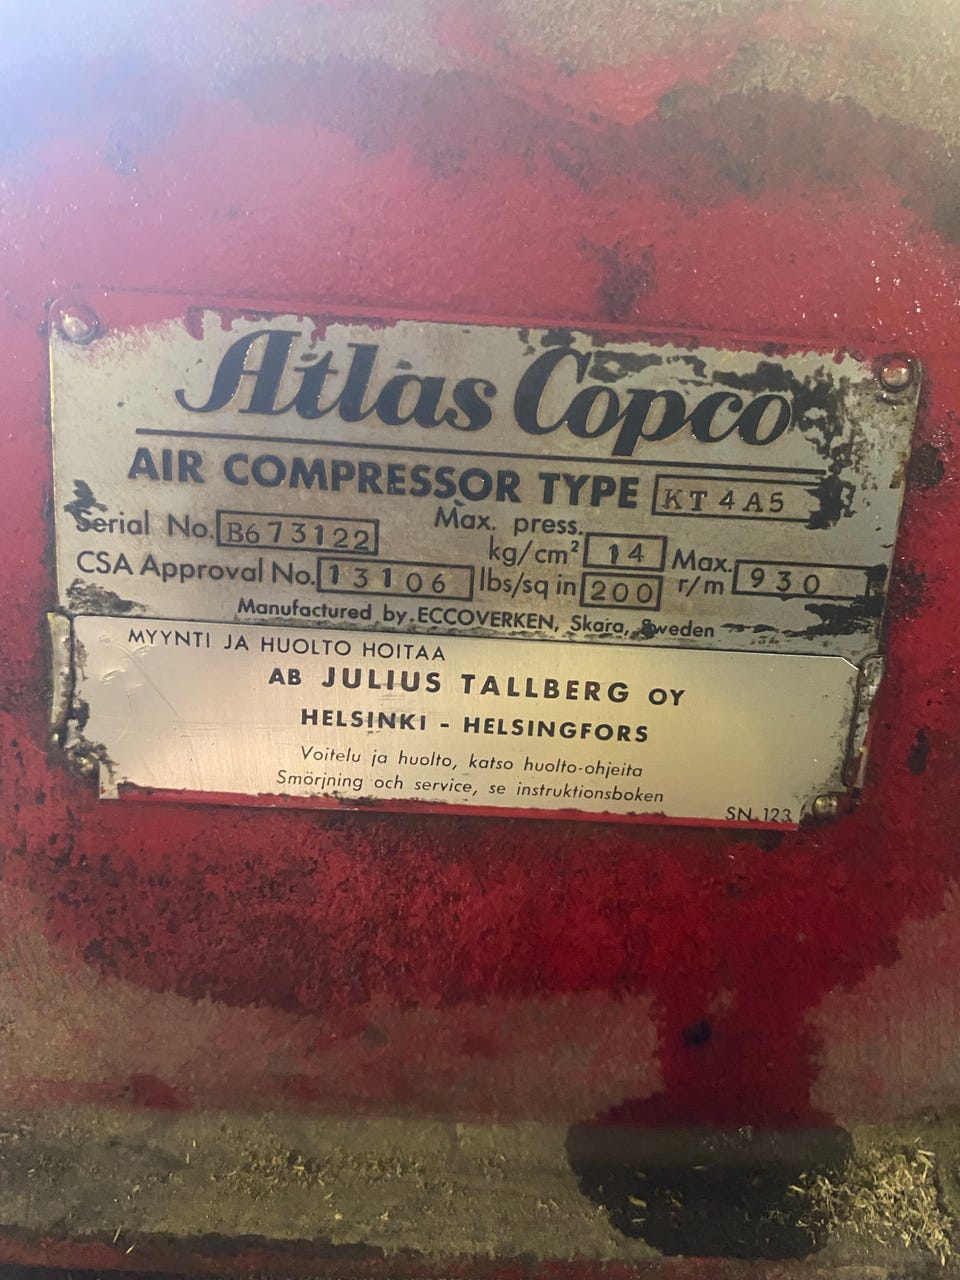 Atlas Copco
AIR COMPRESSOR TYPE KT4A5
Serial No. B673122 Max. press.
kg/cm² 14 Max.
CSA Approval No. 13106 lbs/sq in 200 r/m 930
Manufactured by. ECCOVERKEN, Skara, Sweden
MYYNTI JA HUOLTO HOITAA
AB JULIUS TALLBERG OY
HELSINKI - HELSINGFORS
Voitelu ja huolto, katso huolto-ohjeita
Smörjning och service, se instruktionsboken
SN 123